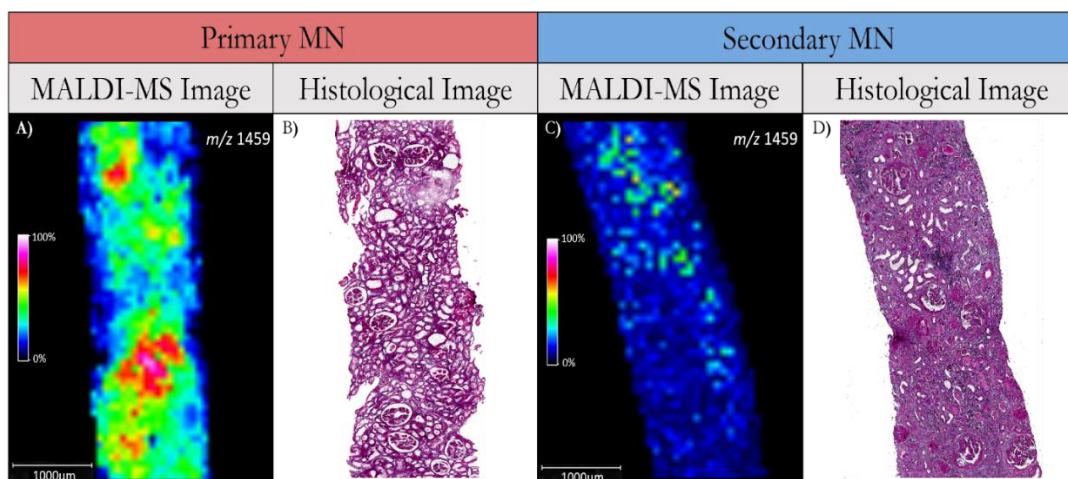 Primary MN
Secondary MN
MALDI-MS Image
Histological Image
MALDI-MS Image
Histological Image
A)
m/z 1459
B)
C)
m/z 1459
D)
100%
0%
1000µm
100%
0%
1000µm